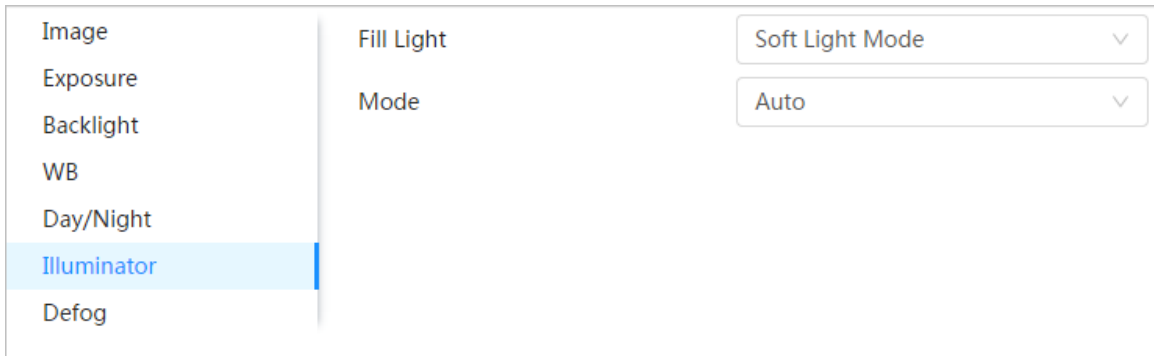 Image
Exposure
Backlight
WB
Day/Night
Illuminator
Defog
Fill Light
Soft Light Mode
Mode
Auto